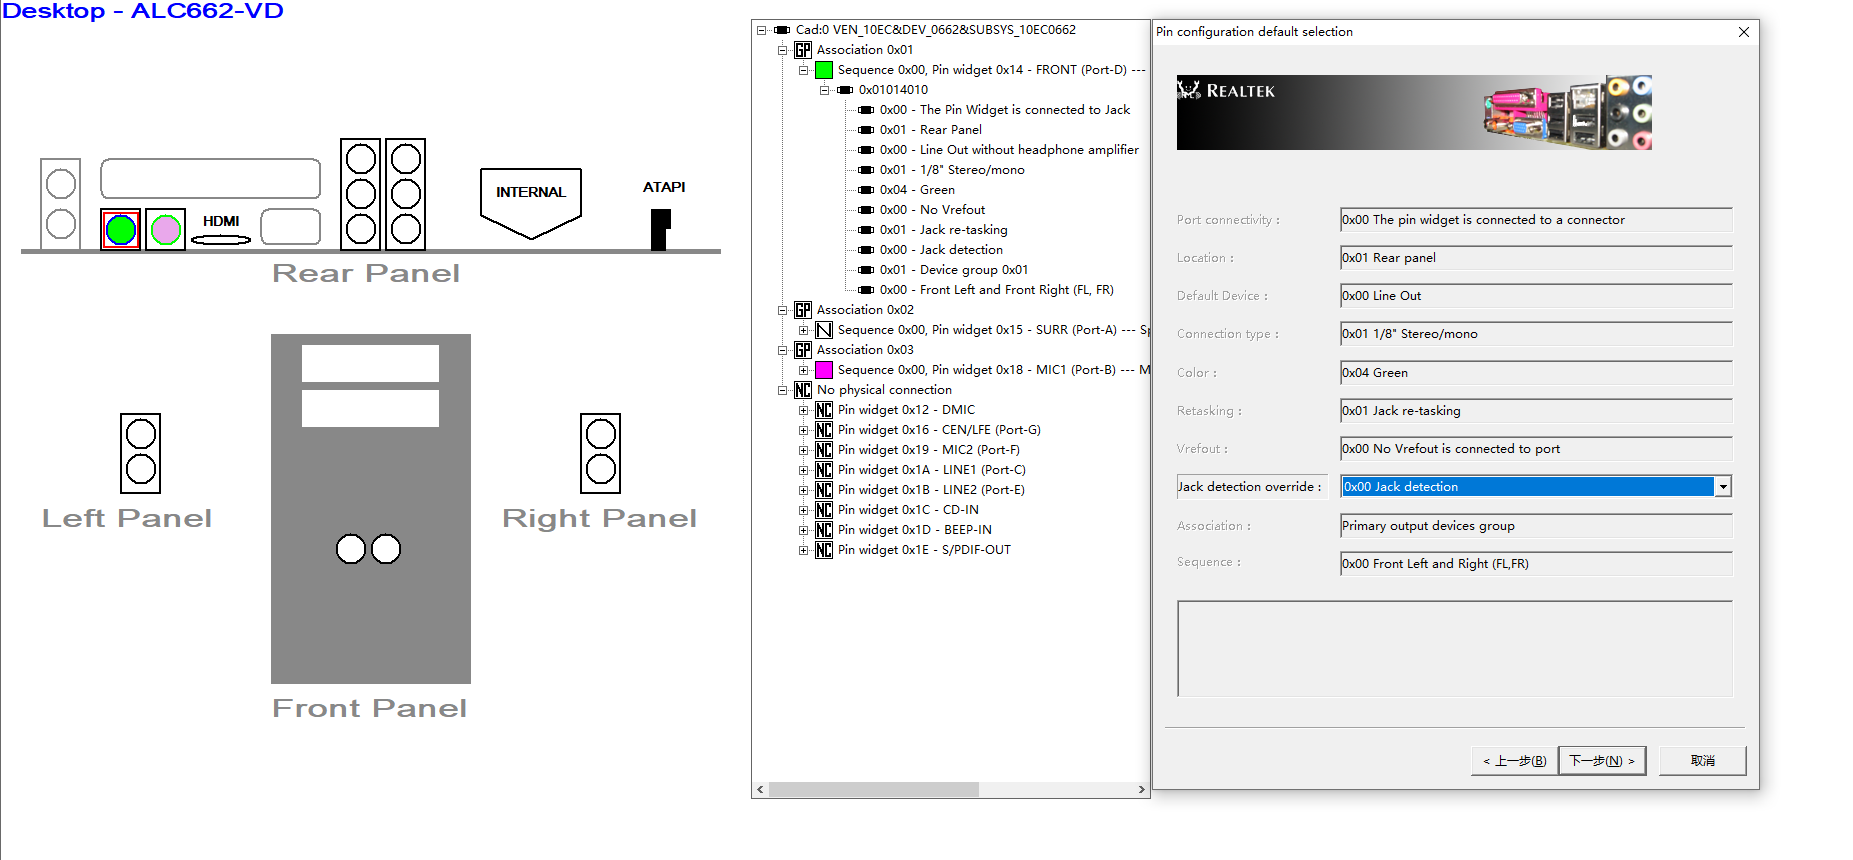 Desktop - ALC662-VD
HDMI
INTERNAL
ATAPI
Rear Panel
Left Panel
Right Panel
Front Panel
Cad:0 VEN_10EC&DEV_0662&SUBSYS_10EC0662
GP Association 0x01
Sequence 0x00, Pin widget 0x14 - FRONT (Port-D) ---
0x01014010
0x00 - The Pin Widget is connected to Jack
0x01 - Rear Panel
0x00 - Line Out without headphone amplifier
0x01 - 1/8" Stereo/mono
0x04 - Green
0x00 - No Vrefout
0x01 - Jack re-tasking
0x00 - Jack detection
0x01 - Device group 0x01
0x00 - Front Left and Front Right (FL, FR)
GP Association 0x02
N Sequence 0x00, Pin widget 0x15 - SURR (Port-A) --- Sp
GP Association 0x03
Sequence 0x00, Pin widget 0x18 - MIC1 (Port-B) --- M
NC No physical connection
NC Pin widget 0x12 - DMIC
NC Pin widget 0x16 - CEN/LFE (Port-G)
NC Pin widget 0x19 - MIC2 (Port-F)
NC Pin widget 0x1A - LINE1 (Port-C)
NC Pin widget 0x1B - LINE2 (Port-E)
NC Pin widget 0x1C - CD-IN
NC Pin widget 0x1D - BEEP-IN
NC Pin widget 0x1E - S/PDIF-OUT
Pin configuration default selection
REALTEK
Port connectivity : 0x00 The pin widget is connected to a connector
Location : 0x01 Rear panel
Default Device : 0x00 Line Out
Connection type : 0x01 1/8" Stereo/mono
Color : 0x04 Green
Retasking : 0x01 Jack re-tasking
Vrefout : 0x00 No Vrefout is connected to port
Jack detection override : 0x00 Jack detection
Association : Primary output devices group
Sequence : 0x00 Front Left and Right (FL,FR)
< 上一步(B) 下一步(N) > 取消